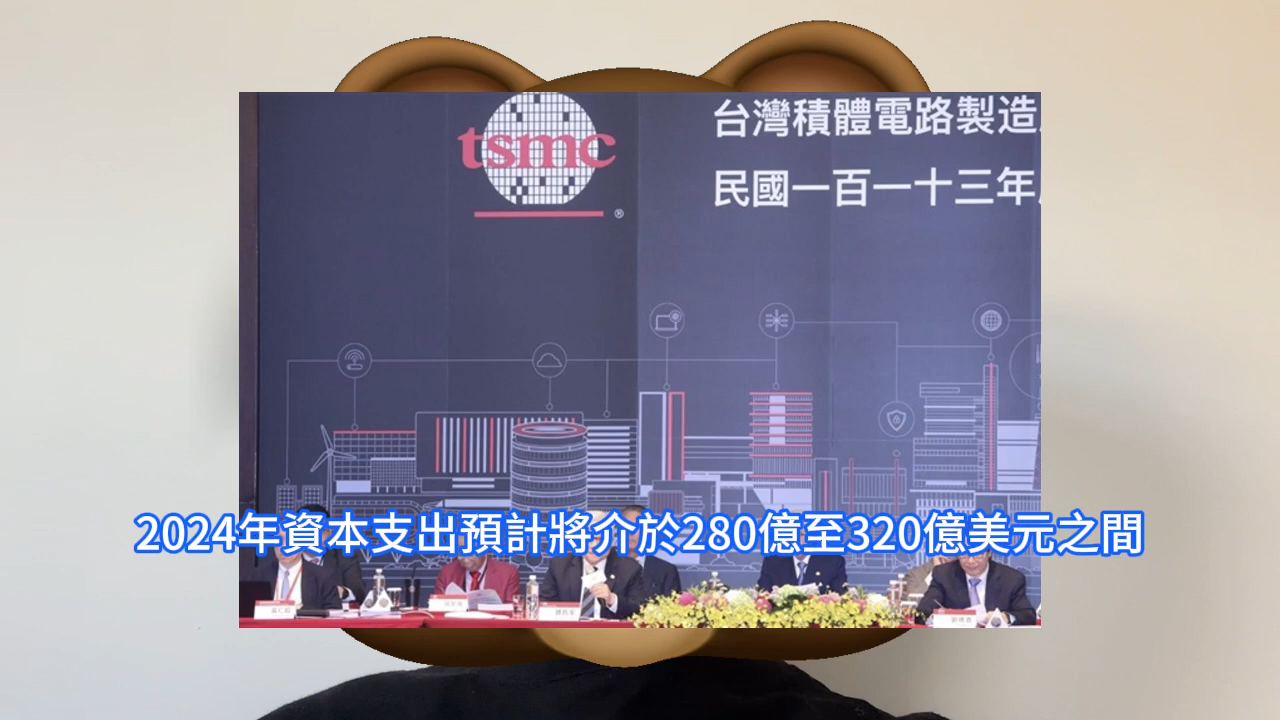 tsmc
®
台灣積體電路製造
民國一百一十三年
2024年資本支出預計將介於280億至320億美元之間